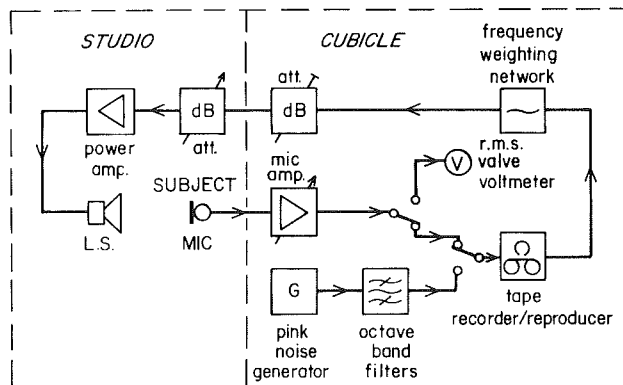 STUDIO
CUBICLE
frequency
weighting
network
att.
dB
dB
att.
power
amp.
r.m.s.
valve
voltmeter
V
mic
amp.
SUBJECT
MIC
L.S.
G
pink
noise
generator
octave
band
filters
tape
recorder/reproducer